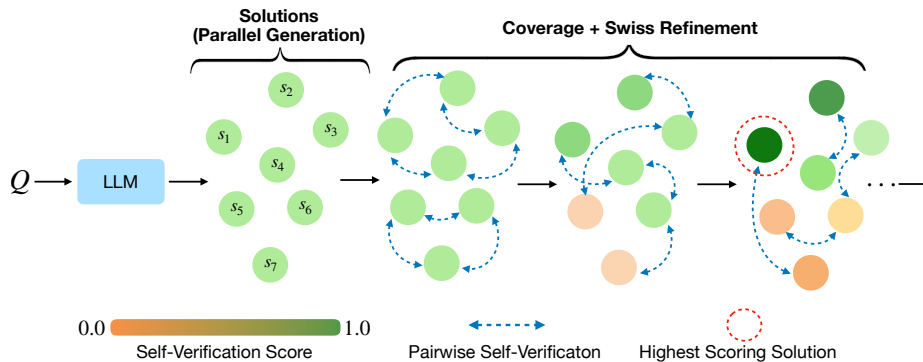 Solutions
(Parallel Generation)
Coverage + Swiss Refinement
s₂
s₁
s₃
s₄
Q
LLM
s₅
s₆
s₇
...
0.0
1.0
Self-Verification Score
Pairwise Self-Verificaton
Highest Scoring Solution